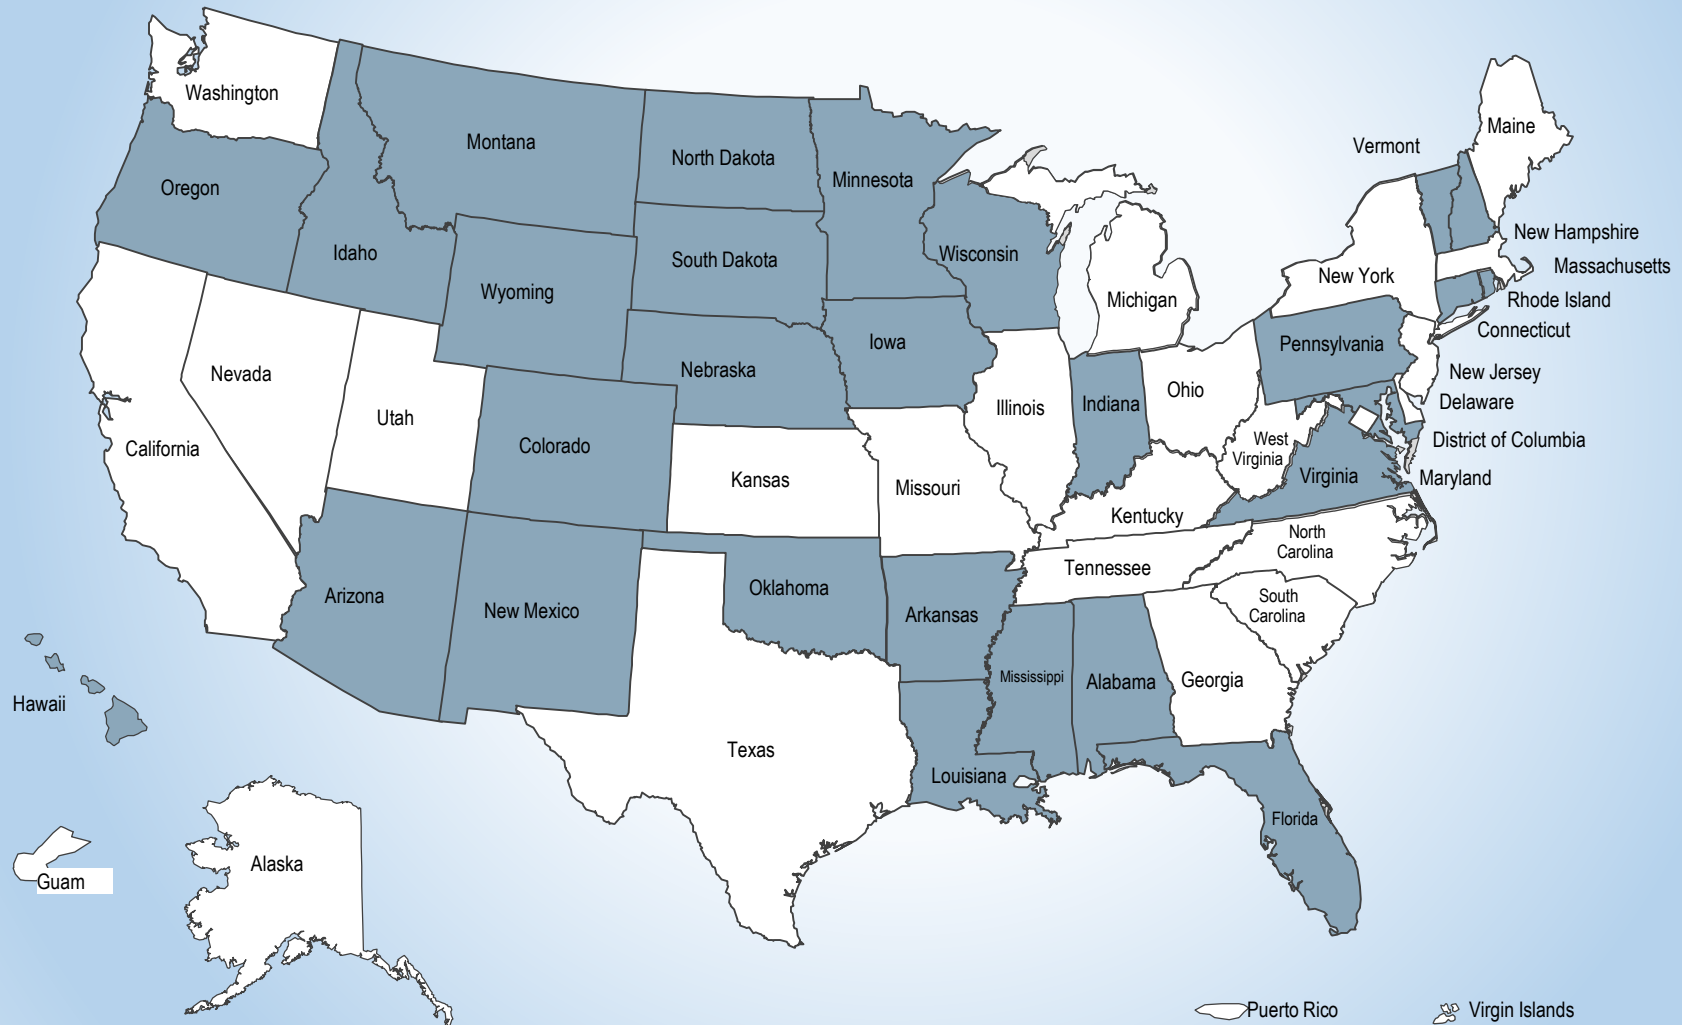 Washington
Montana
North Dakota
Minnesota
Oregon
Idaho
Wyoming
South Dakota
Wisconsin
Michigan
New York
Vermont
Maine
New Hampshire
Massachusetts
Rhode Island
Connecticut
New Jersey
Delaware
District of Columbia
Maryland
Nevada
Utah
California
Colorado
Nebraska
Iowa
Kansas
Missouri
Illinois
Indiana
Ohio
Pennsylvania
West
Virginia
Virginia
Kentucky
Tennessee
North
Carolina
South
Carolina
Arizona
New Mexico
Oklahoma
Arkansas
Mississippi
Alabama
Georgia
Texas
Louisiana
Florida
Hawaii
Guam
Alaska
Puerto Rico
Virgin Islands